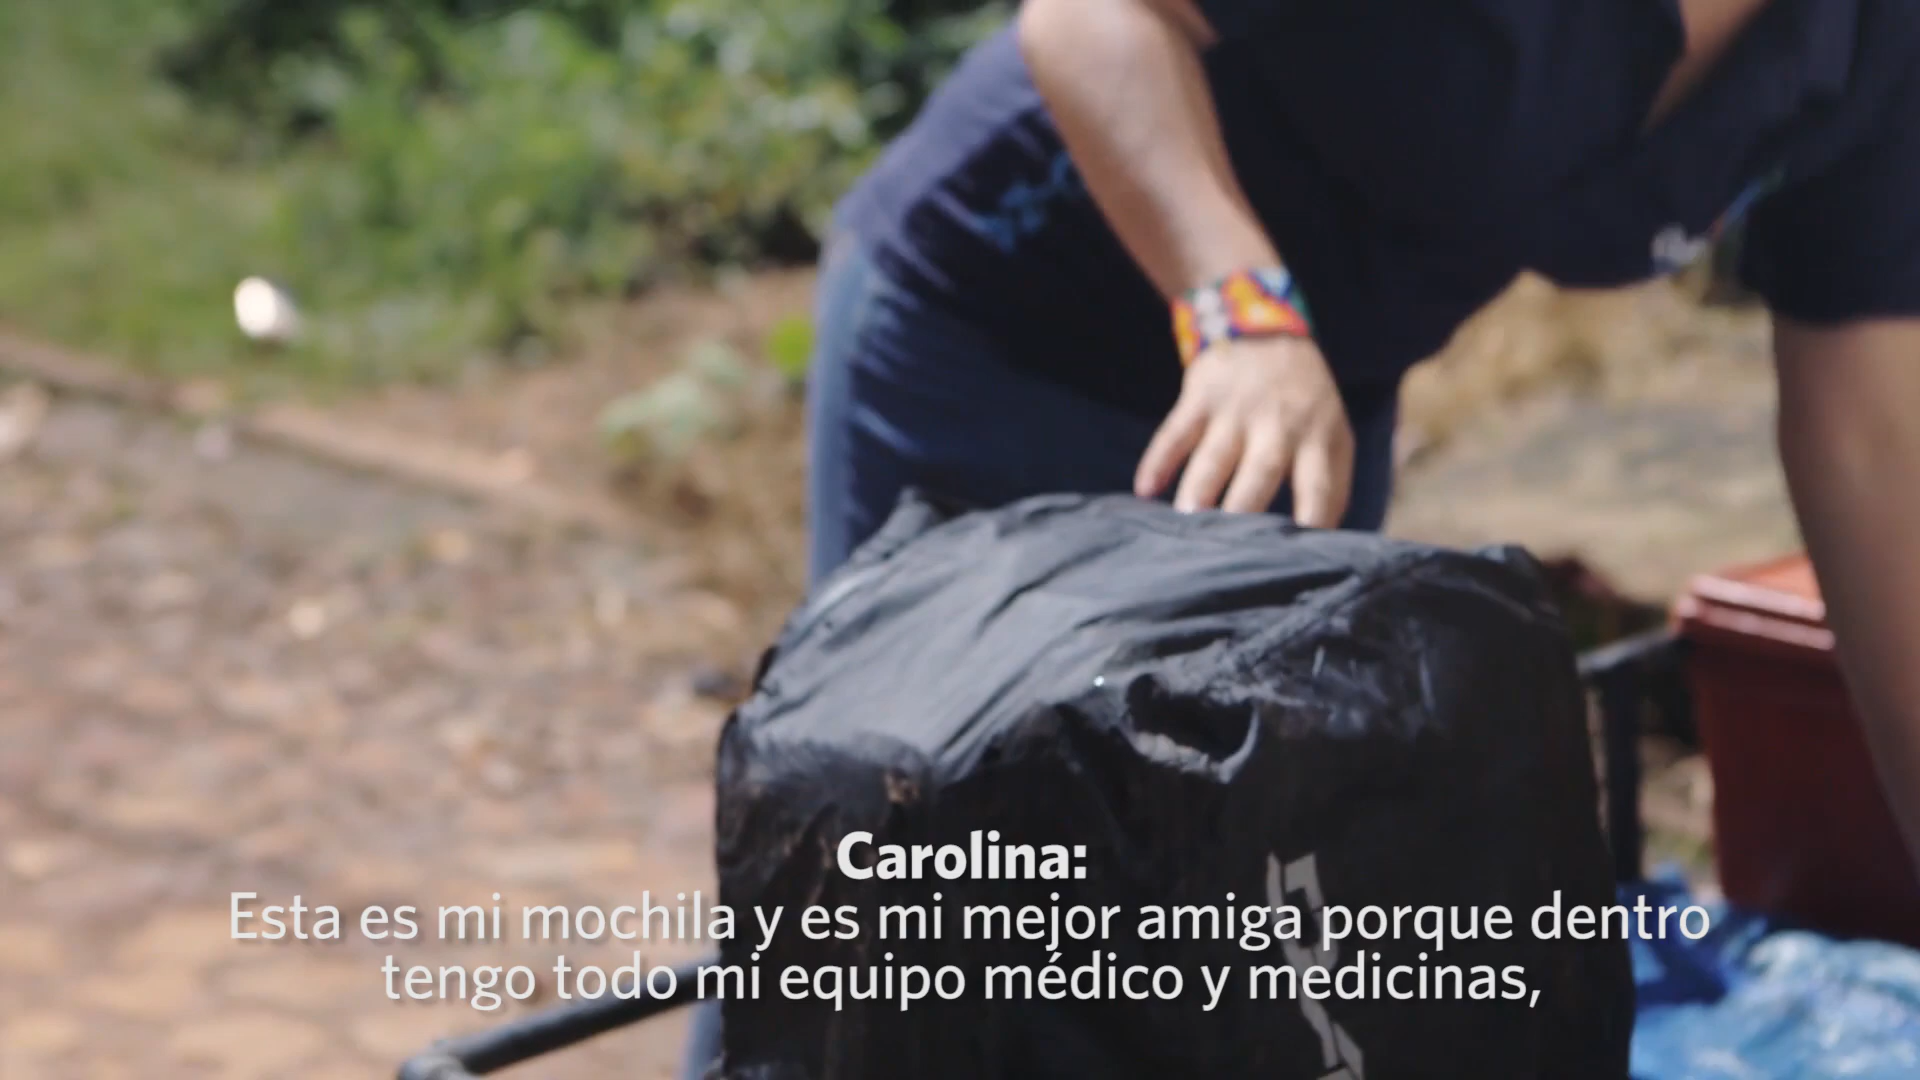 Carolina:
Esta es mi mochila y es mi mejor amiga porque dentro
tengo todo mi equipo médico y medicinas,